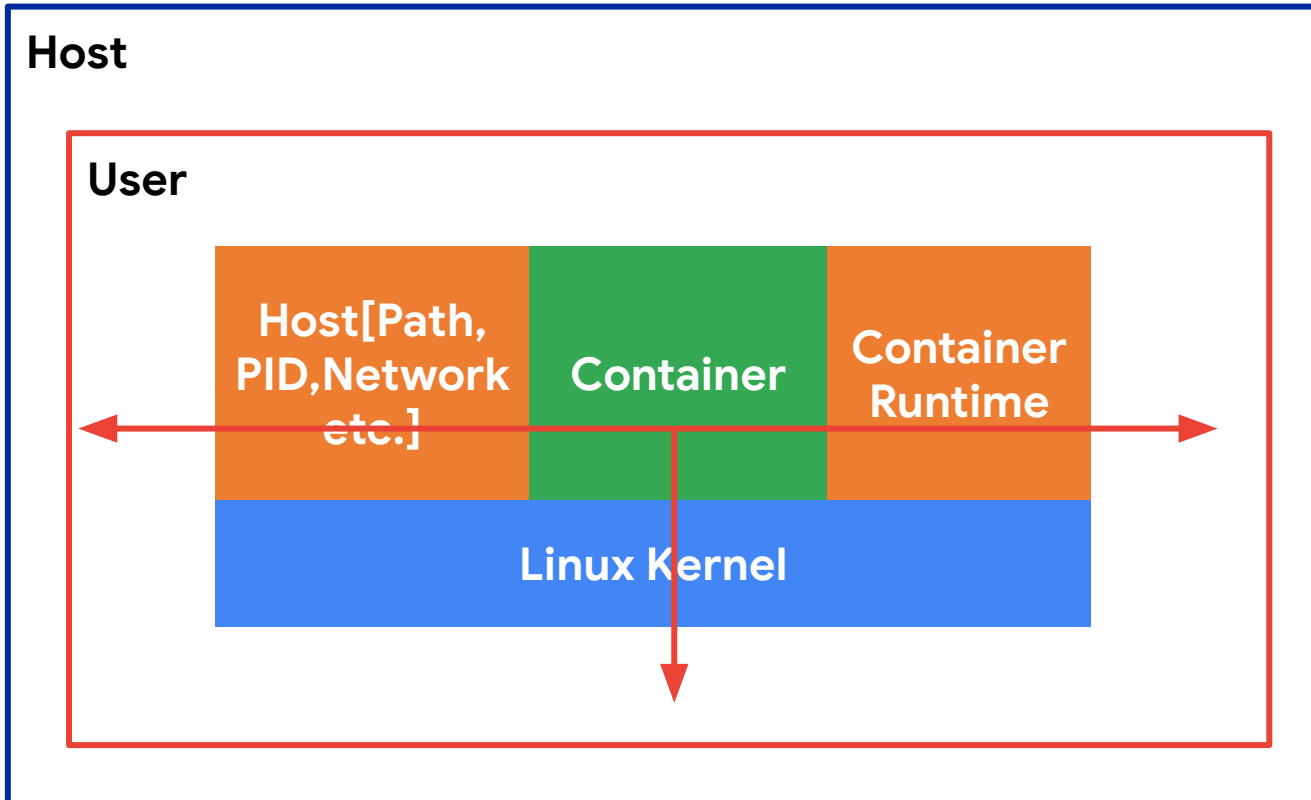 Host
User
Host[Path,
PID,Network
etc.]
Container
Container
Runtime
Linux Kernel